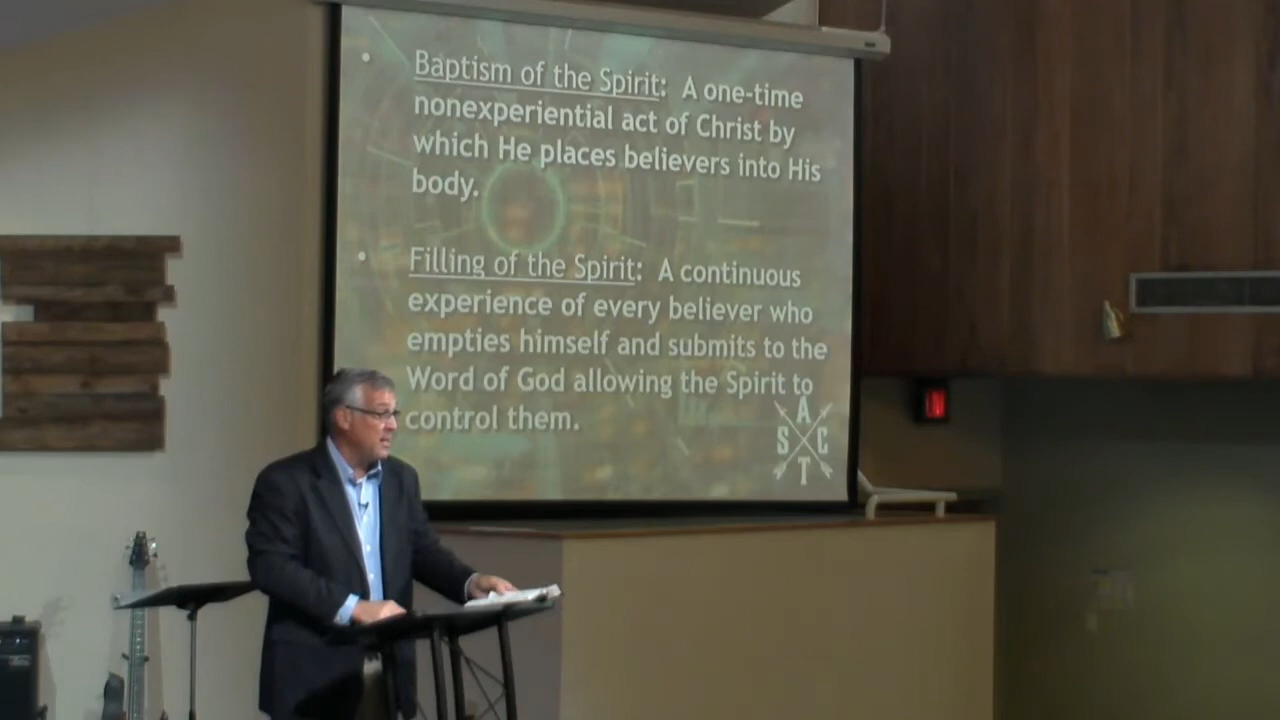 • Baptism of the Spirit: A one-time
nonexperiential act of Christ by
which He places believers into His
body.
• Filling of the Spirit: A continuous
experience of every believer who
empties himself and submits to the
Word of God allowing the Spirit to
control them.
A
S C
T